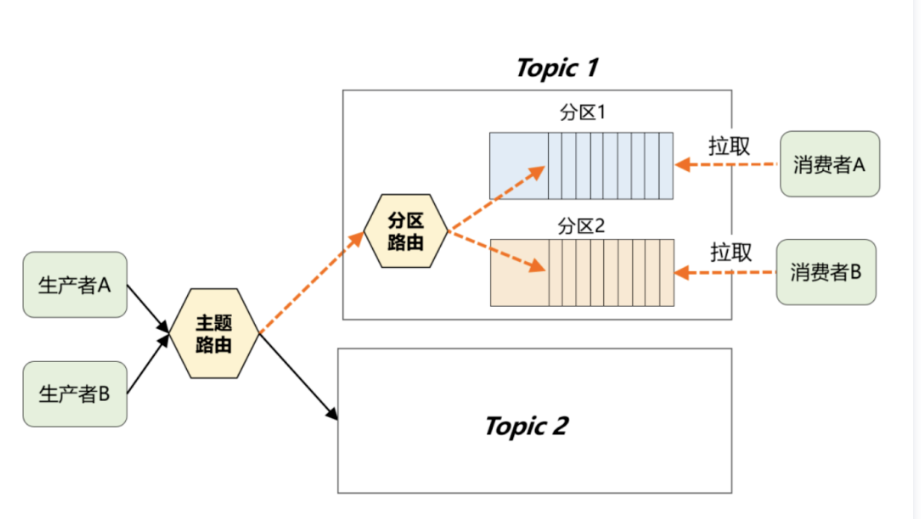 Topic 1
分区1
拉取
消费者A
分区
路由
分区2
拉取
消费者B
生产者A
主题
路由
生产者B
Topic 2